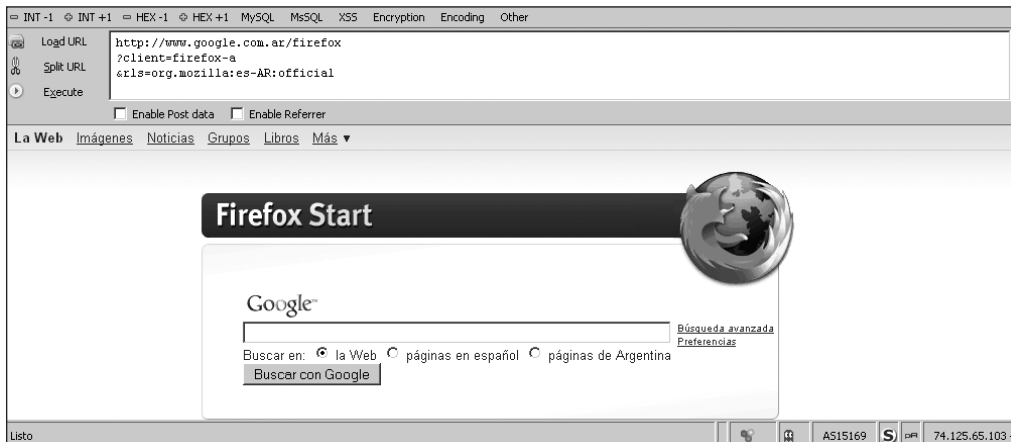 INT -1 INT +1 HEX -1 HEX +1 MySQL MsSQL XSS Encryption Encoding Other
Load URL
Split URL
Execute
http://www.google.com.ar/firefox
?client=firefox-a
&rls=org.mozilla:es-AR:official
Enable Post data Enable Referrer
La Web Imágenes Noticias Grupos Libros Más ▼
Firefox Start
Google™
Búsqueda avanzada
Preferencias
Buscar en: la Web páginas en español páginas de Argentina
Buscar con Google
Listo AS15169 S PR 74.125.65.103 -